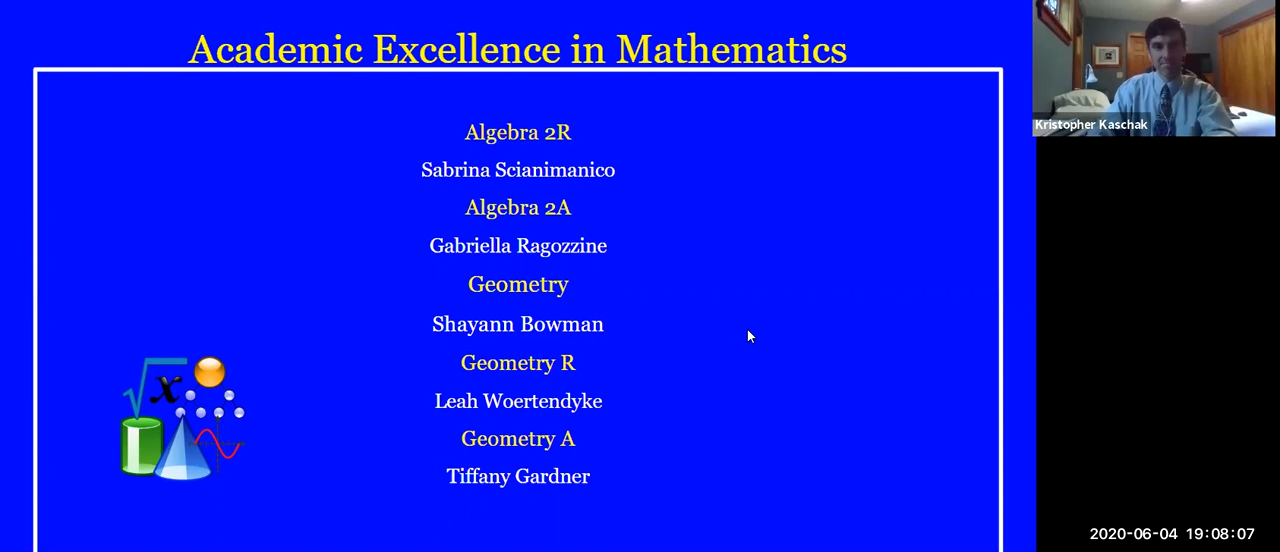 Academic Excellence in Mathematics
Algebra 2R
Sabrina Scianimanico
Algebra 2A
Gabriella Ragozzine
Geometry
Shayann Bowman
Geometry R
Leah Woertendyke
Geometry A
Tiffany Gardner
√x
Kristopher Kaschak
2020-06-04 19:08:07